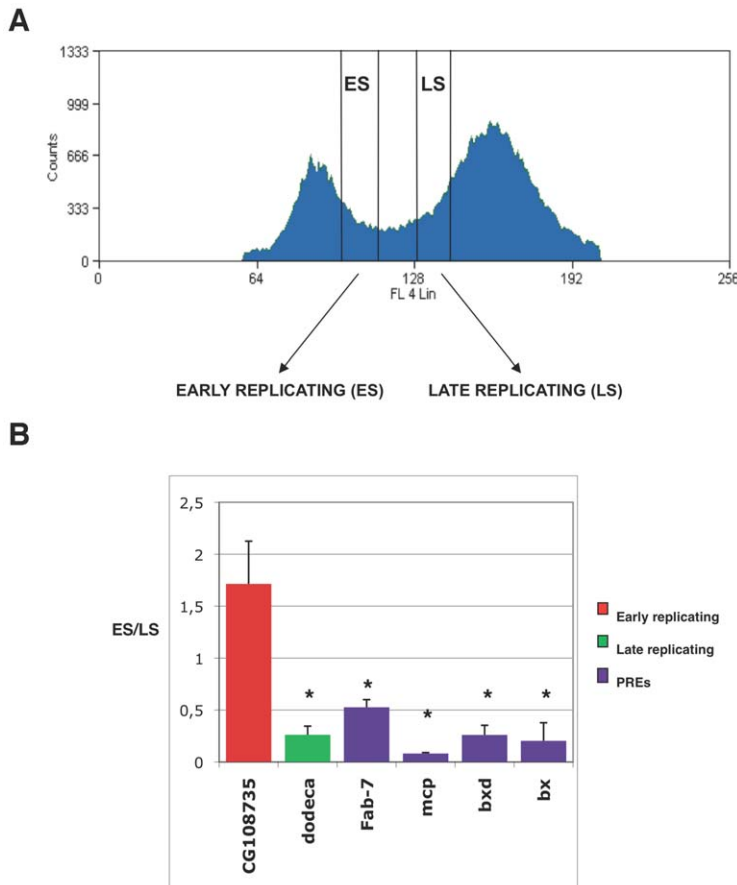 A
1333
999
666
333
0
Counts
ES
LS
0
64
128
192
256
FL 4 Lin
EARLY REPLICATING (ES)
LATE REPLICATING (LS)
B
2,5
2
1,5
1
0,5
0
ES/LS
*
*
*
*
*
CG108735
dodeca
Fab-7
mcp
bxd
bx
Early replicating
Late replicating
PREs